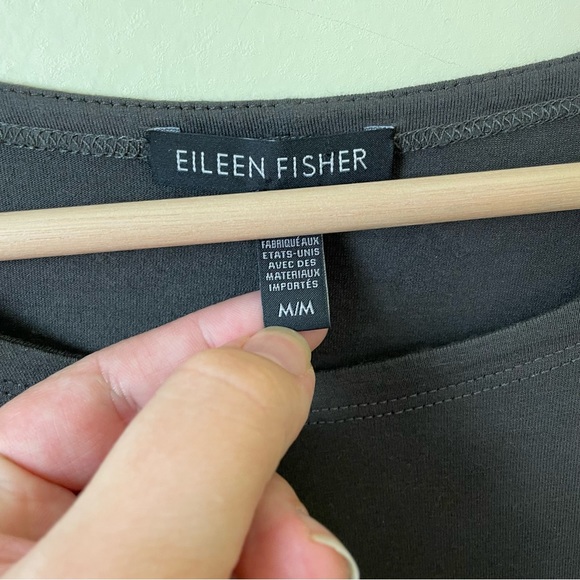 EILEEN FISHER
FABRIQUÉ AUX
ETATS-UNIS
AVEC DES
MATERIAUX
IMPORTÉS
M/M